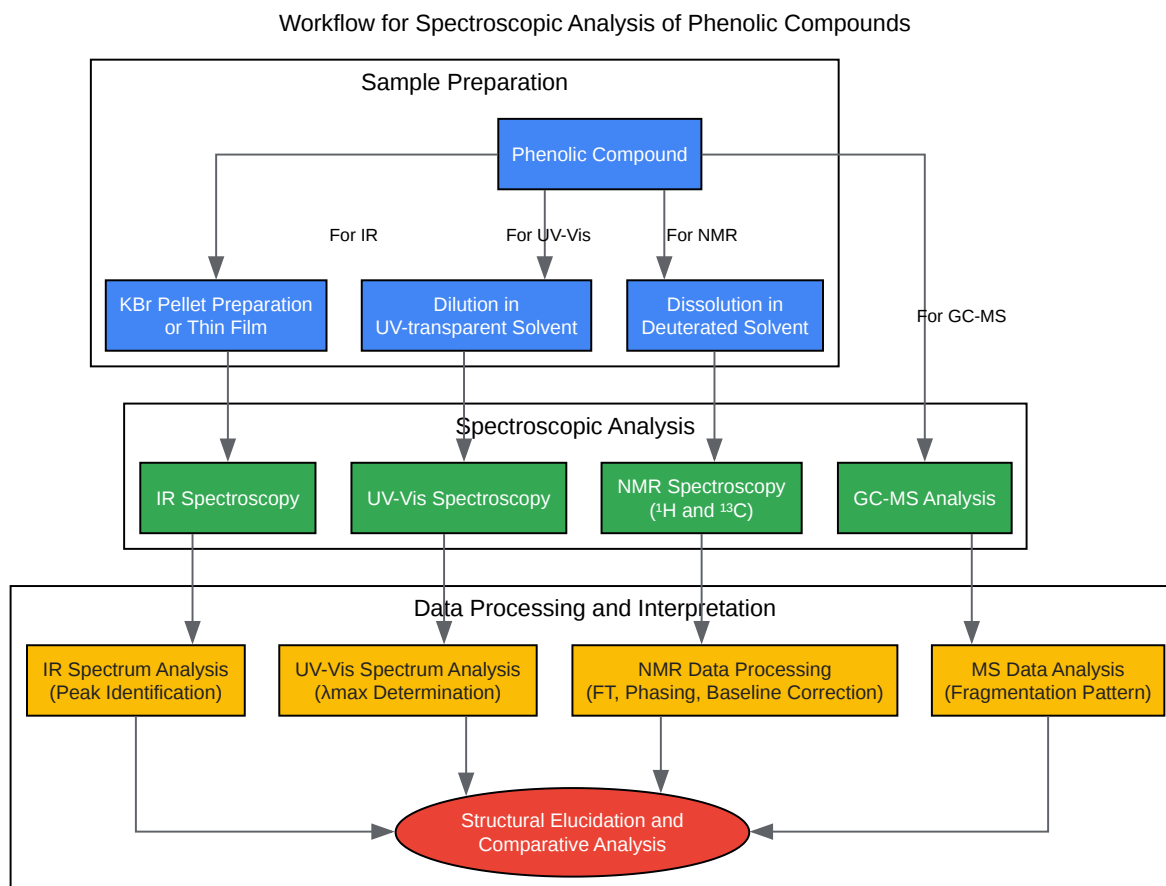 Workflow for Spectroscopic Analysis of Phenolic Compounds
Sample Preparation
Phenolic Compound
For IR
For UV-Vis
For NMR
KBr Pellet Preparation
or Thin Film
Dilution in
UV-transparent Solvent
Dissolution in
Deuterated Solvent
For GC-MS
Spectroscopic Analysis
IR Spectroscopy
UV-Vis Spectroscopy
NMR Spectroscopy
(¹H and ¹³C)
GC-MS Analysis
Data Processing and Interpretation
IR Spectrum Analysis
(Peak Identification)
UV-Vis Spectrum Analysis
(λmax Determination)
NMR Data Processing
(FT, Phasing, Baseline Correction)
MS Data Analysis
(Fragmentation Pattern)
Structural Elucidation and
Comparative Analysis